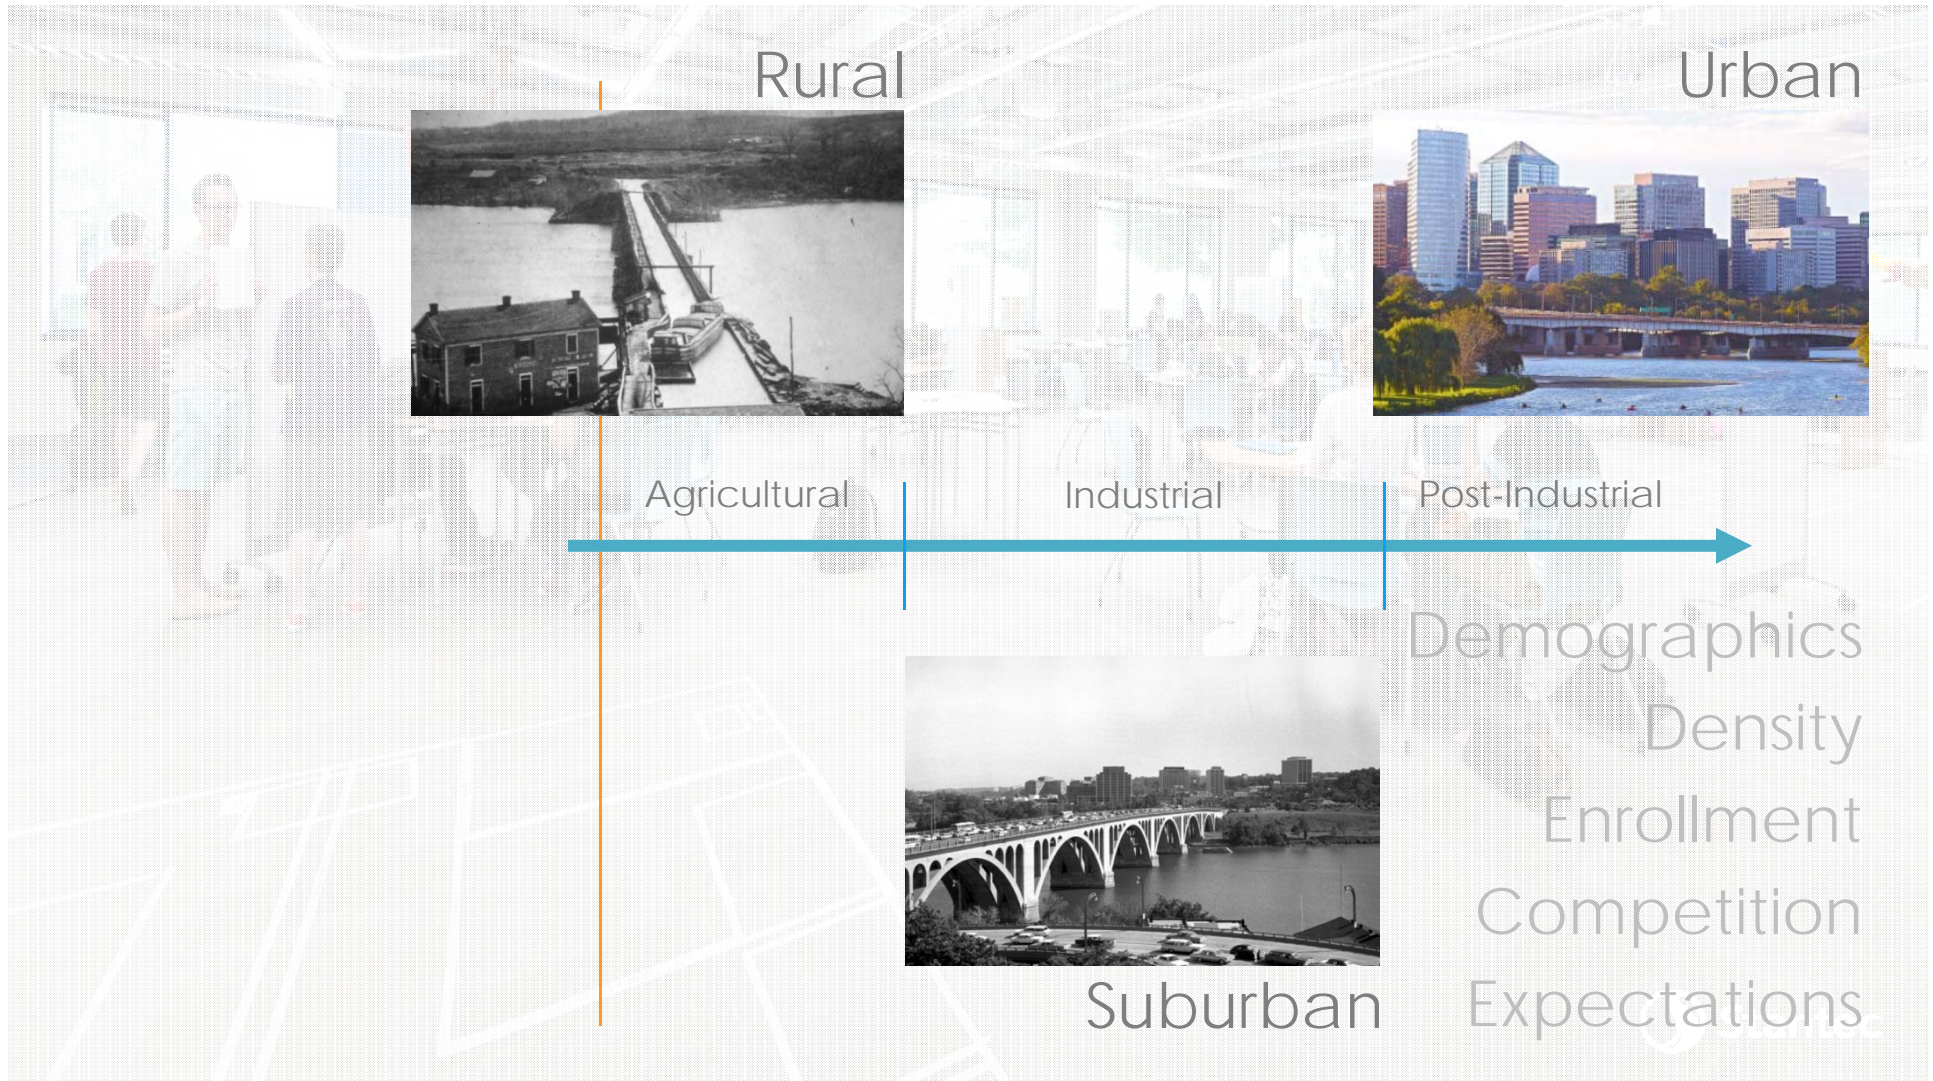 Rural
Urban
Agricultural
Industrial
Post-Industrial
Demographics
Density
Enrollment
Competition
Expectations
Suburban